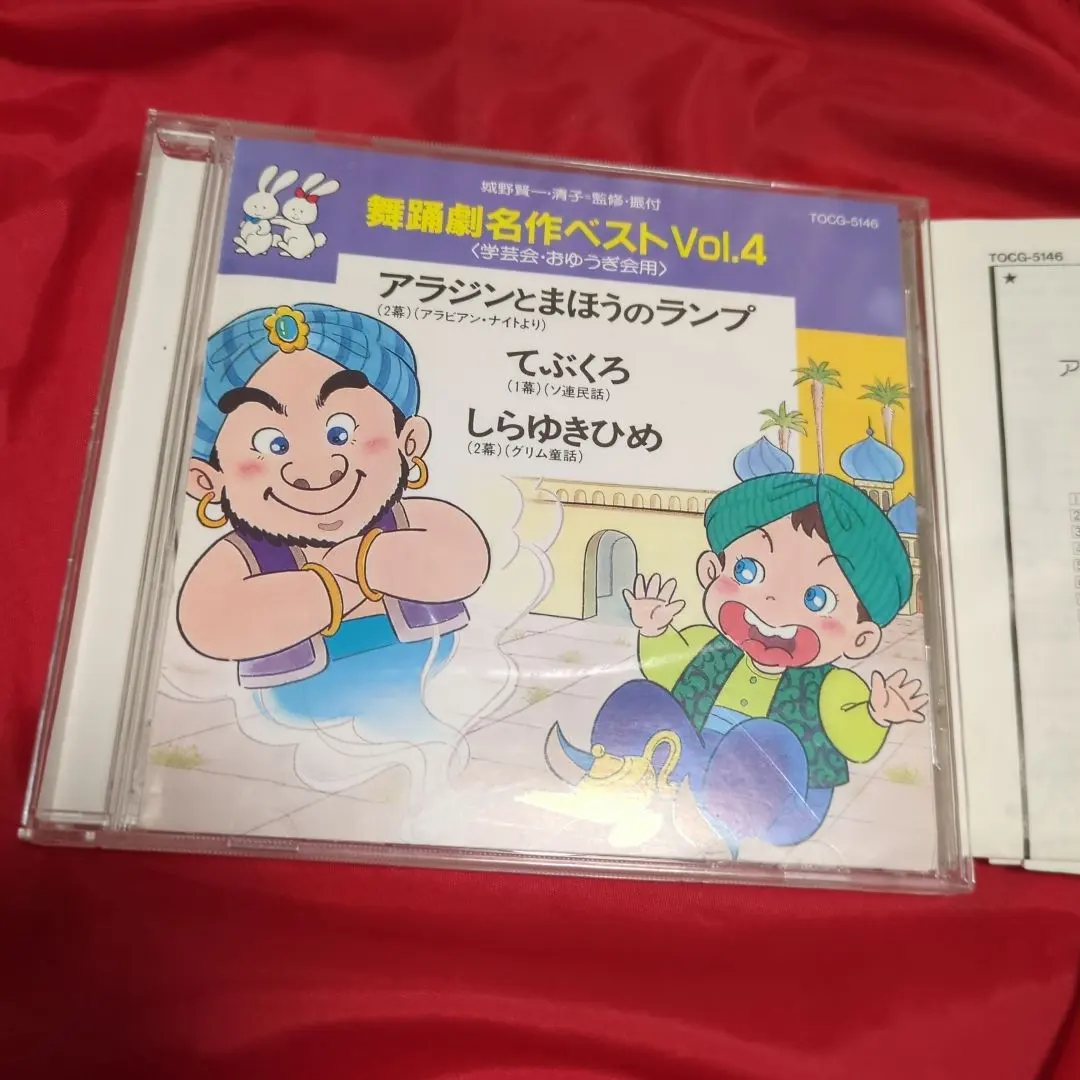 城野賢一・清子=監修・振付
舞踊劇名作ベストVol.4
〈学芸会・おゆうぎ会用〉
TOCG-5146
アラジンとまほうのランプ
(2幕)(アラビアン・ナイトより)
てぶくろ
(1幕)(ソ連民話)
しらゆきひめ
(2幕)(グリム童話)
TOCG-5146
★
ア